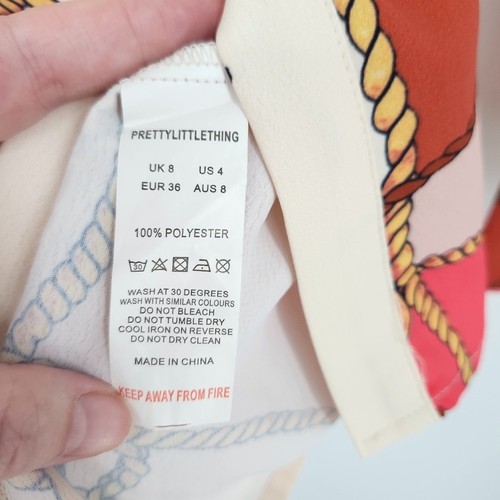 PRETTYLITTLETHING
UK 8 US 4
EUR 36 AUS 8
100% POLYESTER
30
WASH AT 30 DEGREES
WASH WITH SIMILAR COLOURS
DO NOT BLEACH
DO NOT TUMBLE DRY
COOL IRON ON REVERSE
DO NOT DRY CLEAN
MADE IN CHINA
KEEP AWAY FROM FIRE